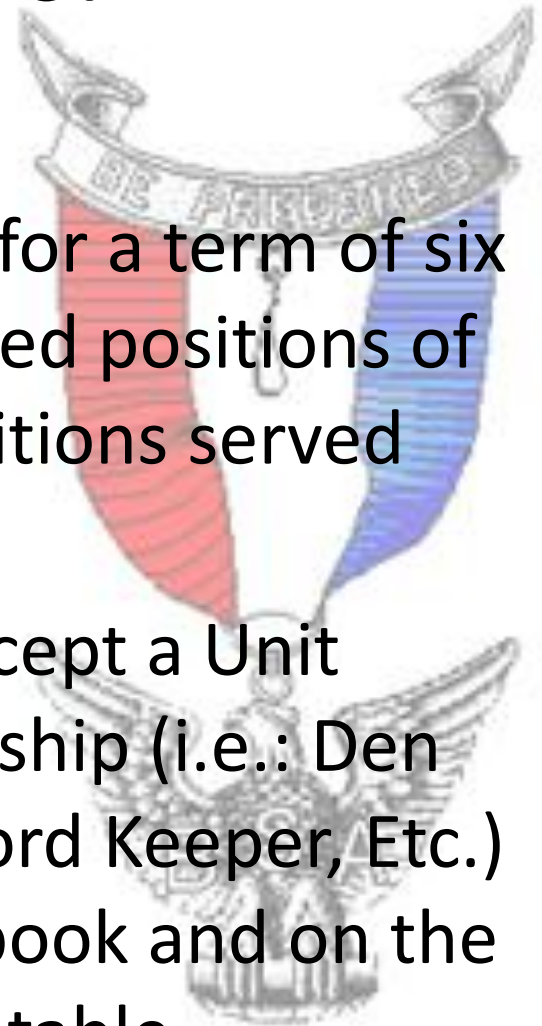 BE PREPARED
for a term of six
ed positions of
itions served
cept a Unit
ship (i.e.: Den
ord Keeper, Etc.)
book and on the
table